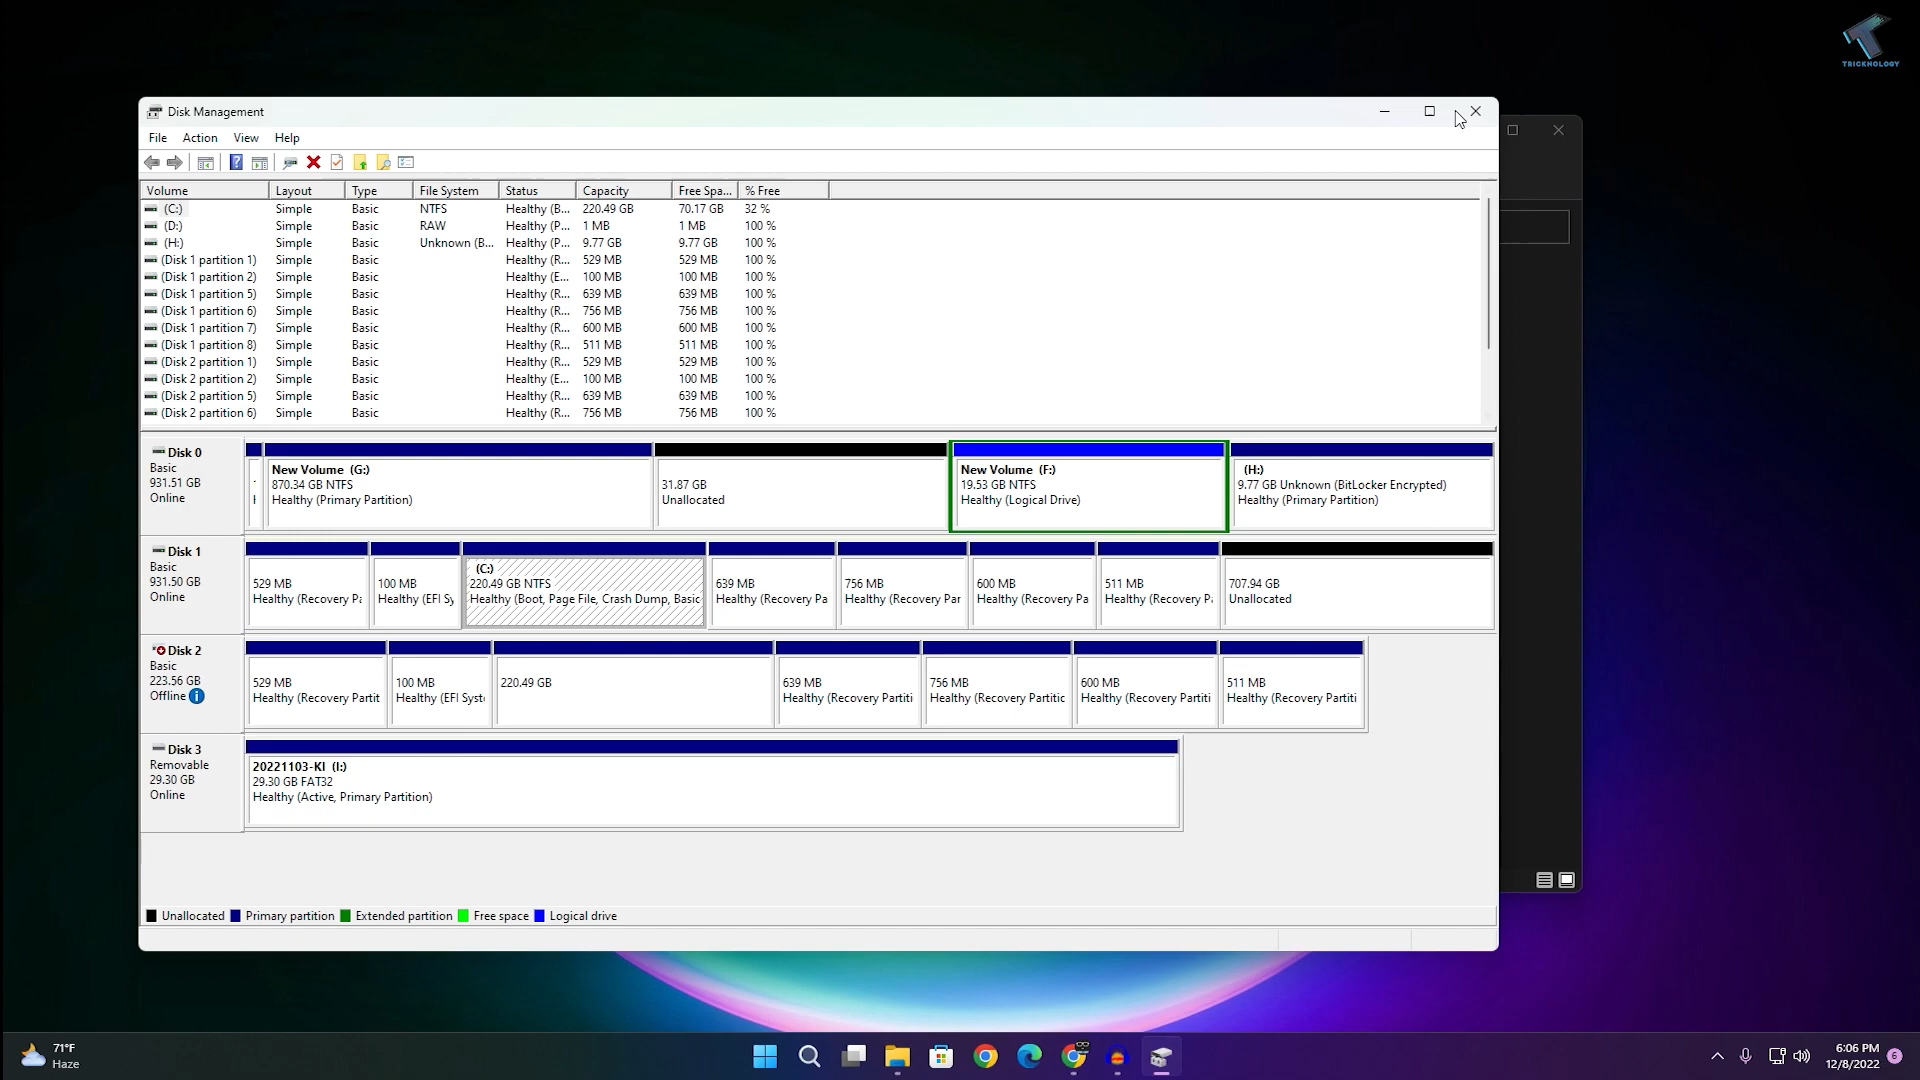 TRICKNOLOGY
Disk Management
File Action View Help
Volume Layout Type File System Status Capacity Free Spa... % Free
(C:) Simple Basic NTFS Healthy (B... 220.49 GB 70.17 GB 32 %
(D:) Simple Basic RAW Healthy (P... 1 MB 1 MB 100 %
(H:) Simple Basic Unknown (B... Healthy (P... 9.77 GB 9.77 GB 100 %
(Disk 1 partition 1) Simple Basic Healthy (R... 529 MB 529 MB 100 %
(Disk 1 partition 2) Simple Basic Healthy (E... 100 MB 100 MB 100 %
(Disk 1 partition 5) Simple Basic Healthy (R... 639 MB 639 MB 100 %
(Disk 1 partition 6) Simple Basic Healthy (R... 756 MB 756 MB 100 %
(Disk 1 partition 7) Simple Basic Healthy (R... 600 MB 600 MB 100 %
(Disk 1 partition 8) Simple Basic Healthy (R... 511 MB 511 MB 100 %
(Disk 2 partition 1) Simple Basic Healthy (R... 529 MB 529 MB 100 %
(Disk 2 partition 2) Simple Basic Healthy (E... 100 MB 100 MB 100 %
(Disk 2 partition 5) Simple Basic Healthy (R... 639 MB 639 MB 100 %
(Disk 2 partition 6) Simple Basic Healthy (R... 756 MB 756 MB 100 %
Disk 0
Basic
931.51 GB
Online
New Volume (G:)
870.34 GB NTFS
Healthy (Primary Partition)
31.87 GB
Unallocated
New Volume (F:)
19.53 GB NTFS
Healthy (Logical Drive)
(H:)
9.77 GB Unknown (BitLocker Encrypted)
Healthy (Primary Partition)
Disk 1
Basic
931.50 GB
Online
529 MB
Healthy (Recovery Pa
100 MB
Healthy (EFI Sy
(C:)
220.49 GB NTFS
Healthy (Boot, Page File, Crash Dump, Basic
639 MB
Healthy (Recovery Pa
756 MB
Healthy (Recovery Par
600 MB
Healthy (Recovery Pa
511 MB
Healthy (Recovery Pa
707.94 GB
Unallocated
Disk 2
Basic
223.56 GB
Offline
529 MB
Healthy (Recovery Partit
100 MB
Healthy (EFI Syst
220.49 GB
639 MB
Healthy (Recovery Partiti
756 MB
Healthy (Recovery Partitic
600 MB
Healthy (Recovery Partiti
511 MB
Healthy (Recovery Partiti
Disk 3
Removable
29.30 GB
Online
20221103-KI (I:)
29.30 GB FAT32
Healthy (Active, Primary Partition)
Unallocated Primary partition Extended partition Free space Logical drive
71°F
Haze
6:06 PM
12/8/2022
6